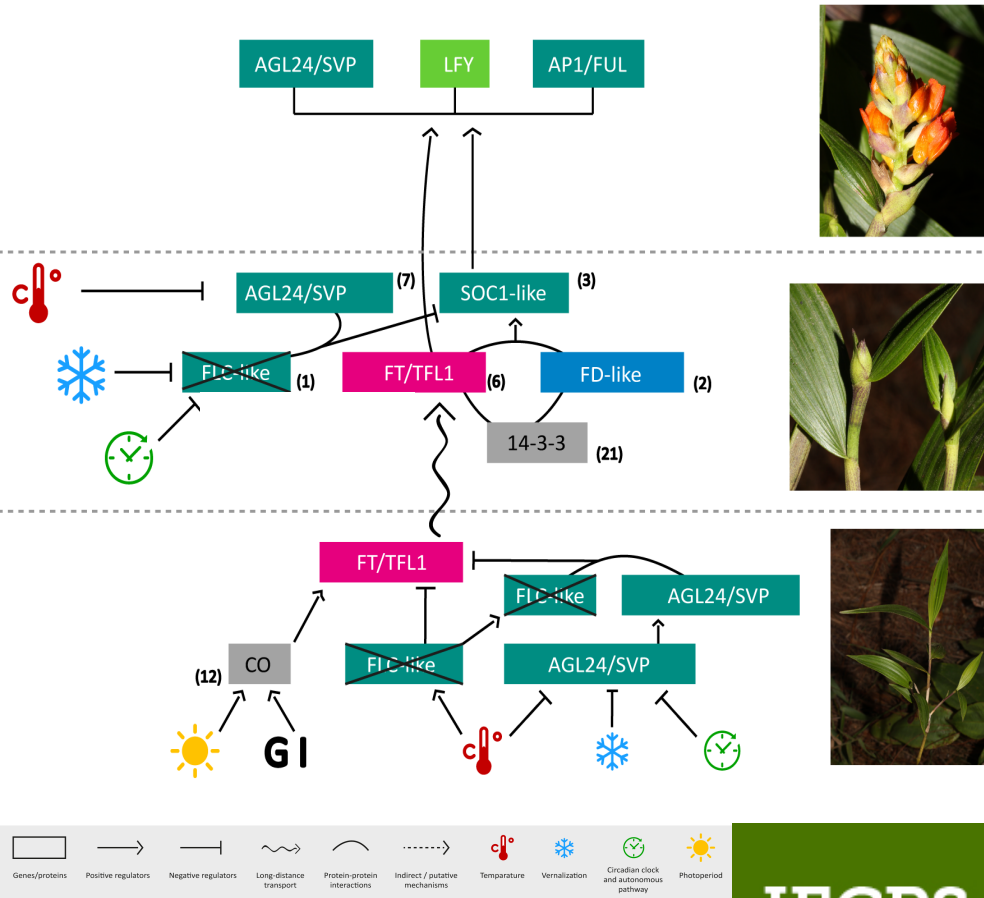 AGL24/SVP LFY AP1/FUL
C°
AGL24/SVP (7) SOC1-like (3)
FLC-like (1) FT/TFL1 (6) FD-like (2)
14-3-3 (21)
FT/TFL1
FLC-like AGL24/SVP
(12) CO FLC-like AGL24/SVP
GI C°
C°
Genes/proteins
Positive regulators
Negative regulators
Long-distance
transport
Protein-protein
interactions
Indirect / putative
mechanisms
Temparature
Vernalization
Circadian clock
and autonomous
pathway
Photoperiod